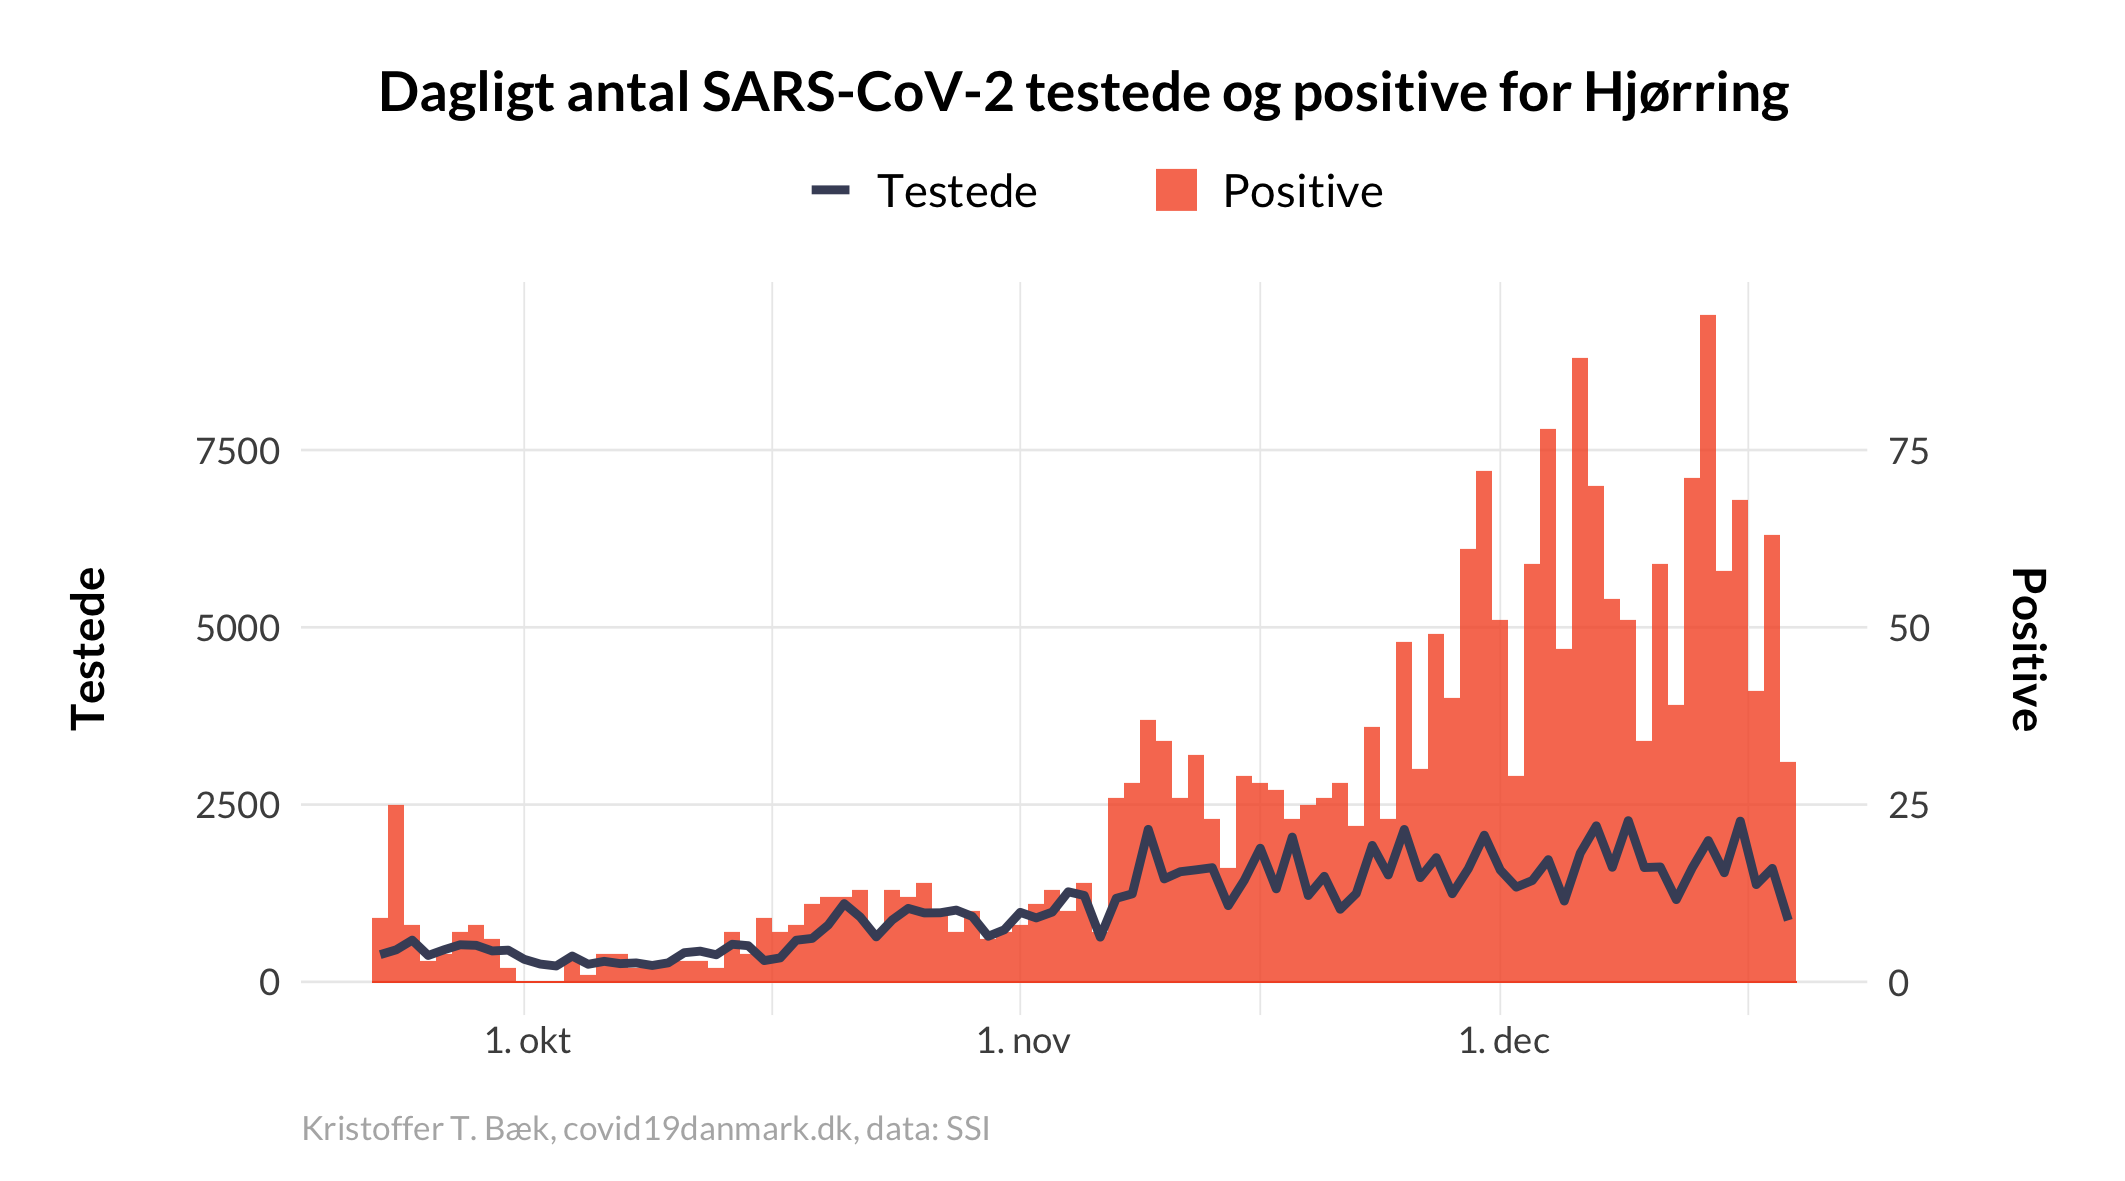 Dagligt antal SARS-CoV-2 testede og positive for Hjørring
Testede
Positive
Testede
7500
5000
2500
0
75
50
25
0
Positive
1. okt
1. nov
1. dec
Kristoffer T. Bæk, covid19danmark.dk, data: SSI